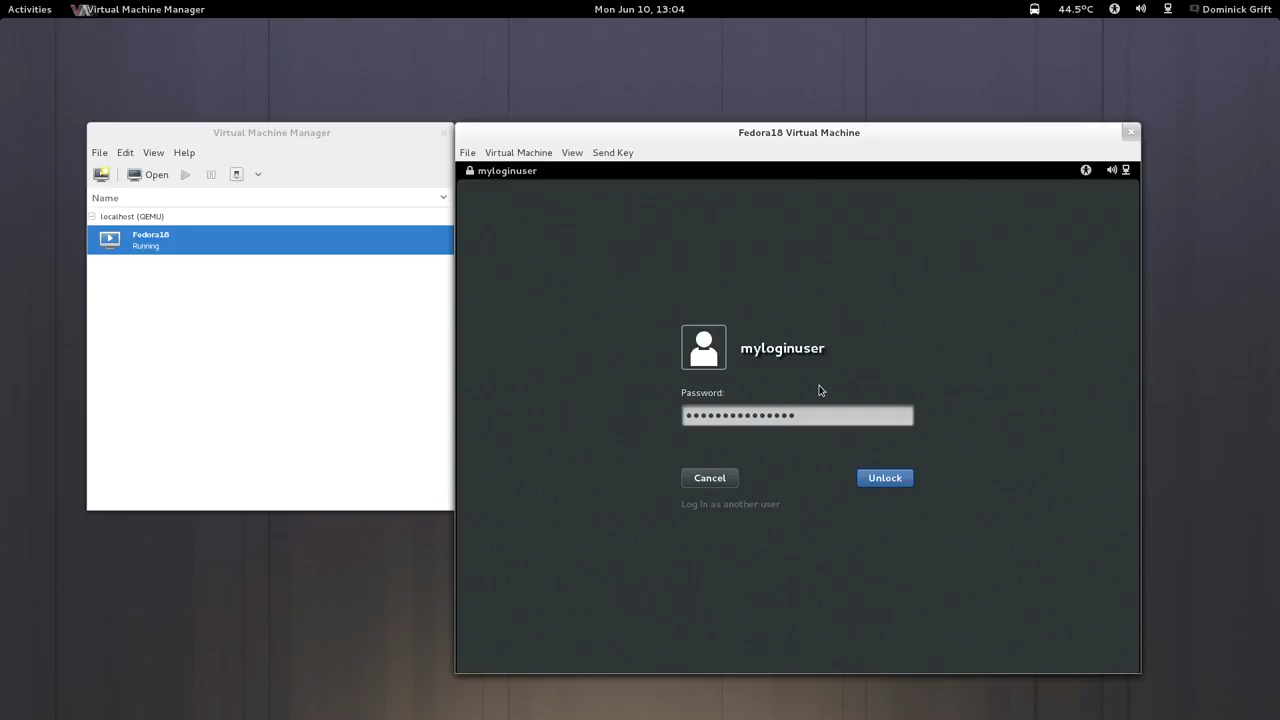 Activities Virtual Machine Manager Mon Jun 10, 13:04 44.5°C Dominick Grift
Virtual Machine Manager
File Edit View Help
Open
Name
localhost (QEMU)
Fedora18
Running
Fedora18 Virtual Machine
File Virtual Machine View Send Key
myloginuser
myloginuser
Password:
●●●●●●●●●●●●●●●
Cancel Unlock
Log in as another user